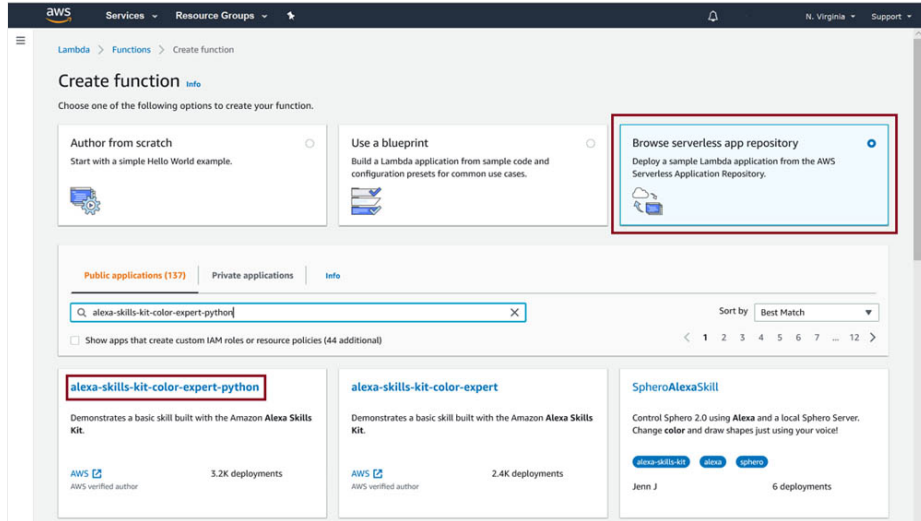 aws Services Resource Groups N. Virginia Support
Lambda > Functions > Create function
Create function Info
Choose one of the following options to create your function.
Author from scratch
Start with a simple Hello World example.
Use a blueprint
Build a Lambda application from sample code and
configuration presets for common use cases.
Browse serverless app repository
Deploy a sample Lambda application from the AWS
Serverless Application Repository.
Public applications (137) Private applications Info
alexa-skills-kit-color-expert-python
Sort by Best Match
Show apps that create custom IAM roles or resource policies (44 additional)
< 1 2 3 4 5 6 7 ... 12 >
alexa-skills-kit-color-expert-python
Demonstrates a basic skill built with the Amazon Alexa Skills
Kit.
AWS 3.2K deployments
AWS verified author
alexa-skills-kit-color-expert
Demonstrates a basic skill built with the Amazon Alexa Skills
Kit.
AWS 2.4K deployments
AWS verified author
SpheroAlexaSkill
Control Sphero 2.0 using Alexa and a local Sphero Server.
Change color and draw shapes just using your voice!
alexa-skills-kit alexa sphero
Jenn J 6 deployments